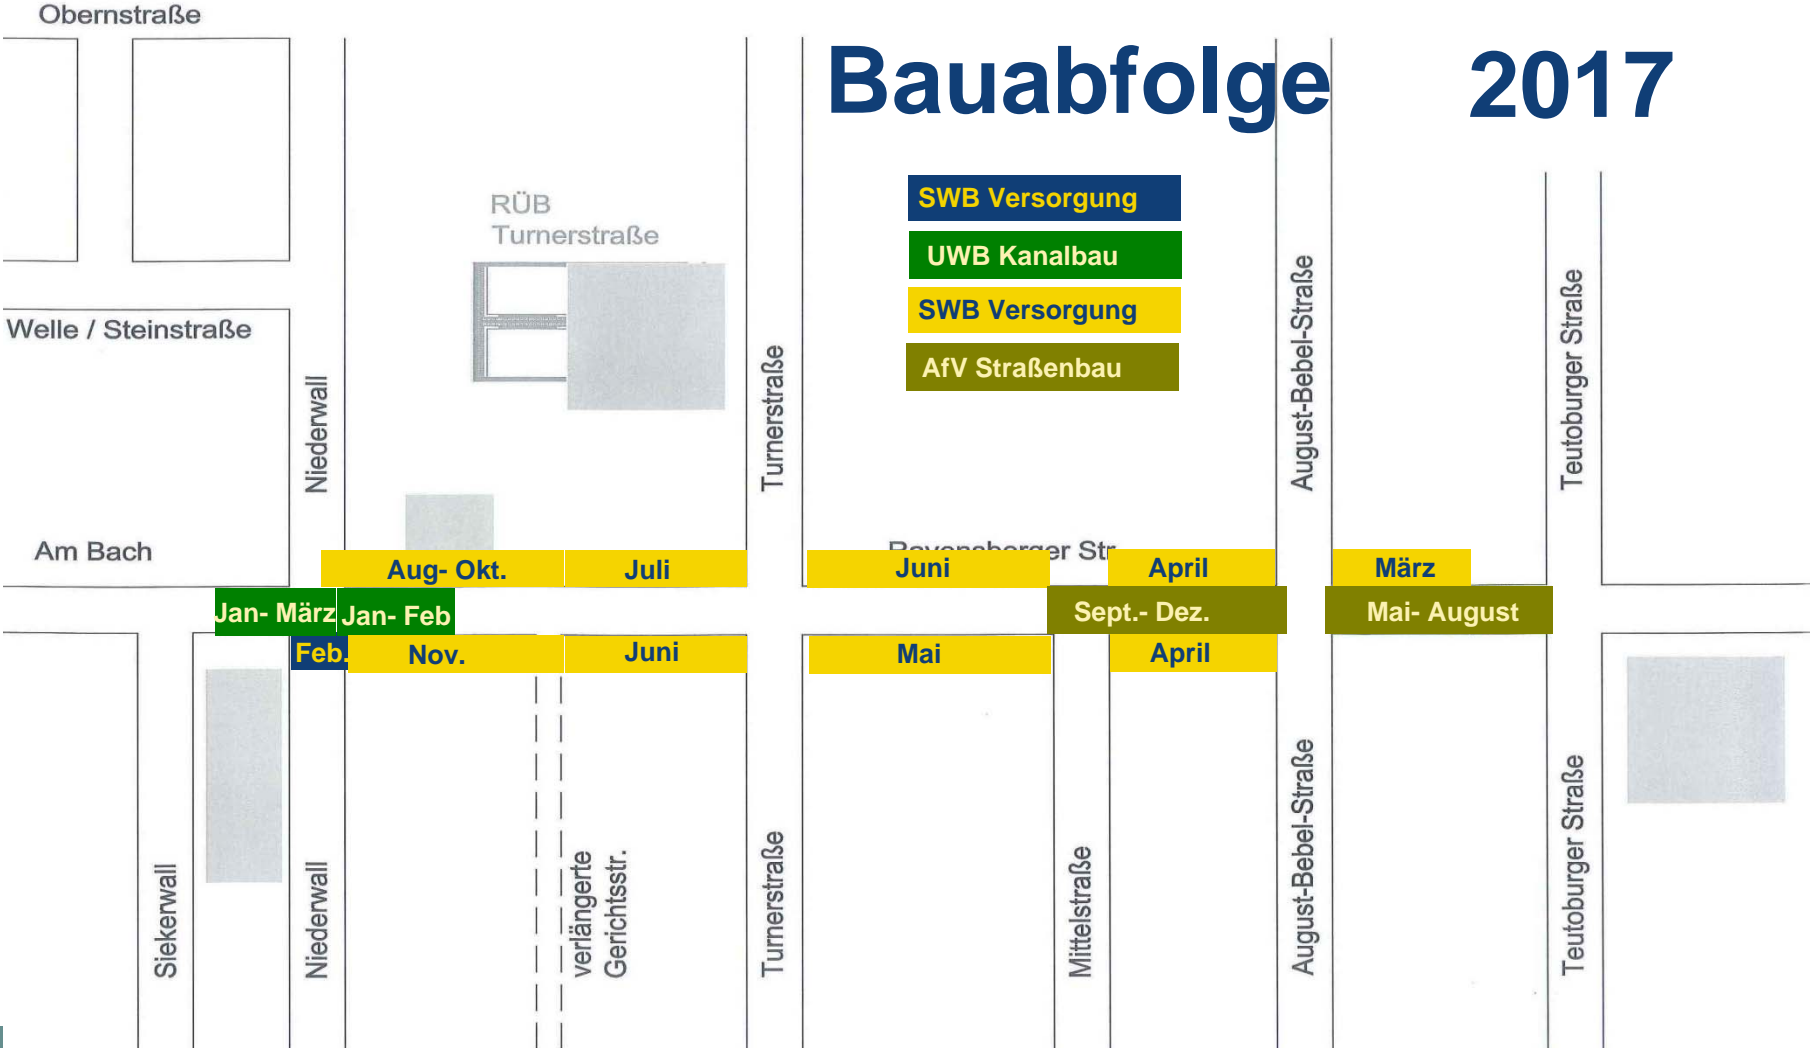 Obernstraße
Bauabfolge 2017
SWB Versorgung
UWB Kanalbau
SWB Versorgung
AfV Straßenbau
RÜB
Turnerstraße
Welle / Steinstraße
Niederwall
Turnerstraße
August-Bebel-Straße
Teutoburger Straße
Am Bach
Ravensberger Str.
Aug- Okt.
Juli
Juni
April
März
Jan- März
Jan- Feb
Sept.- Dez.
Mai- August
Feb.
Nov.
Juni
Mai
April
Siekerwall
Niederwall
verlängerte
Gerichtsstr.
Turnerstraße
Mittelstraße
August-Bebel-Straße
Teutoburger Straße